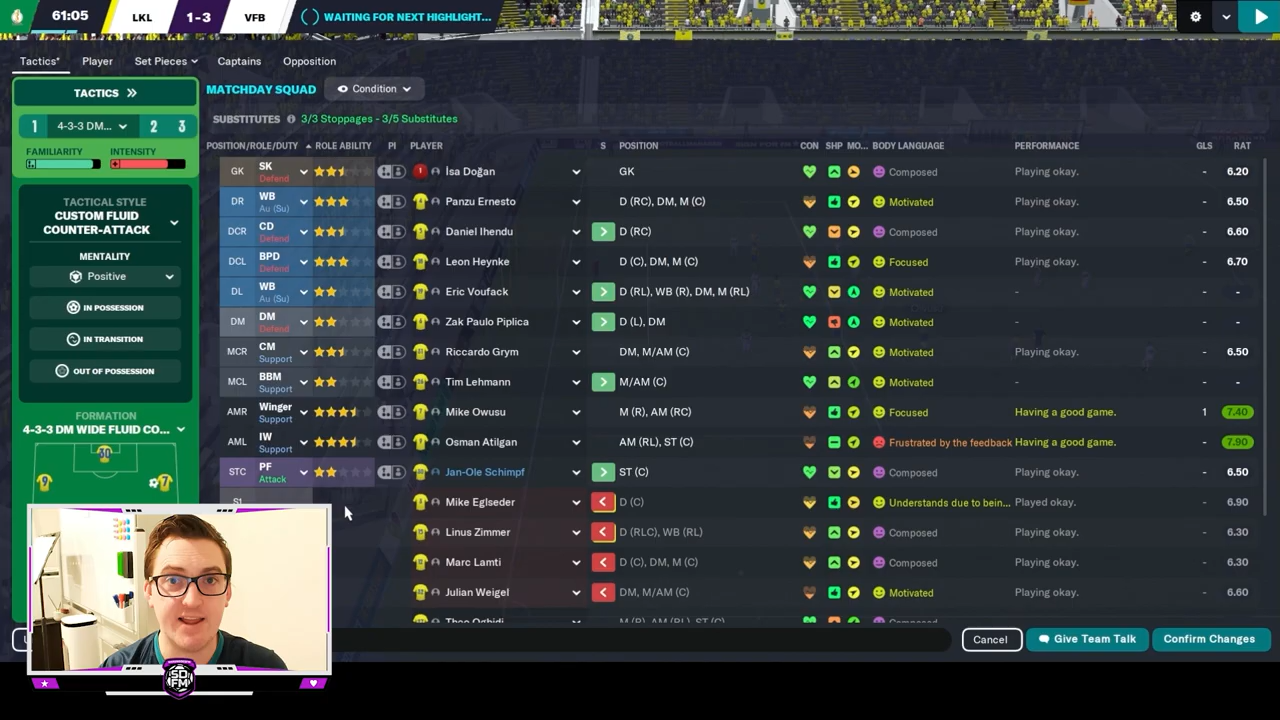 61:05 LKL 1 - 3 VFB WAITING FOR NEXT HIGHLIGHT...
Tactics* Player Set Pieces Captains Opposition
TACTICS
1 4-3-3 DM... 2 3
FAMILIARITY INTENSITY
TACTICAL STYLE
CUSTOM FLUID
COUNTER-ATTACK
MENTALITY
Positive
IN POSSESSION
IN TRANSITION
OUT OF POSSESSION
FORMATION
4-3-3 DM WIDE FLUID CO...
30
9 7
MATCHDAY SQUAD Condition
SUBSTITUTES 3/3 Stoppages - 3/5 Substitutes
POSITION/ROLE/DUTY ROLE ABILITY PI PLAYER S POSITION CON SHP MO... BODY LANGUAGE PERFORMANCE GLS RAT
GK SK Defend 1 İsa Doğan GK Composed Playing okay. - 6.20
DR WB Au (Su) Panzu Ernesto D (RC), DM, M (C) Motivated Playing okay. - 6.50
DCR CD Defend Daniel Ihendu D (RC) Composed Playing okay. - 6.60
DCL BPD Defend Leon Heynke D (C), DM, M (C) Focused Playing okay. - 6.70
DL WB Au (Su) Eric Voufack D (RL), WB (R), DM, M (RL) Motivated - - -
DM DM Defend Zak Paulo Piplica D (L), DM Motivated - - -
MCR CM Support Riccardo Grym DM, M/AM (C) Motivated Playing okay. - 6.50
MCL BBM Support Tim Lehmann M/AM (C) Motivated - - -
AMR Winger Support Mike Owusu M (R), AM (RC) Focused Having a good game. 1 7.40
AML IW Support Osman Atilgan AM (RL), ST (C) Frustrated by the feedback Having a good game. - 7.90
STC PF Attack Jan-Ole Schimpf ST (C) Composed Playing okay. - 6.50
S1 Mike Eglseder D (C) Understands due to bein... Played okay. - 6.90
Linus Zimmer D (RLC), WB (RL) Composed Playing okay. - 6.30
Marc Lamti D (C), DM, M (C) Composed Playing okay. - 6.30
Julian Weigel DM, M/AM (C) Motivated Playing okay. - 6.60
Cancel Give Team Talk Confirm Changes
SD
FM